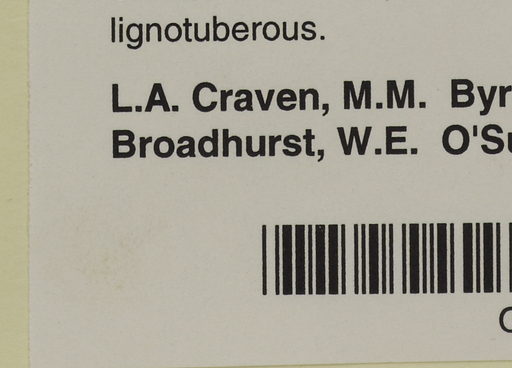 lignotuberous.
L.A. Craven, M.M. Byr
Broadhurst, W.E. O'Su
C